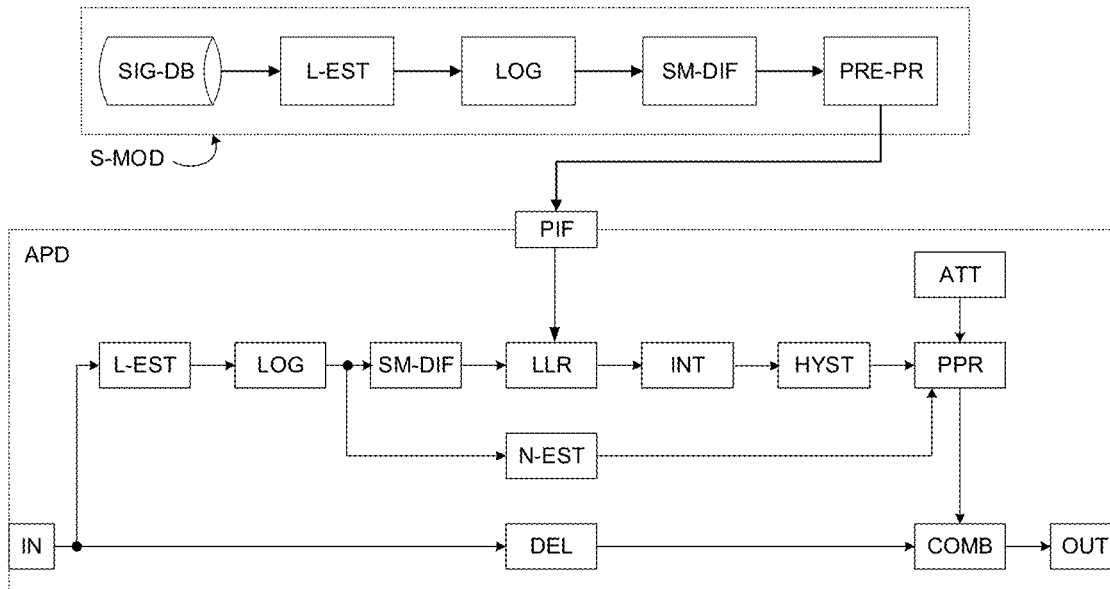 SIG-DB
L-EST
LOG
SM-DIF
PRE-PR
S-MOD
PIF
APD
ATT
L-EST
LOG
SM-DIF
LLR
INT
HYST
PPR
N-EST
IN
DEL
COMB
OUT